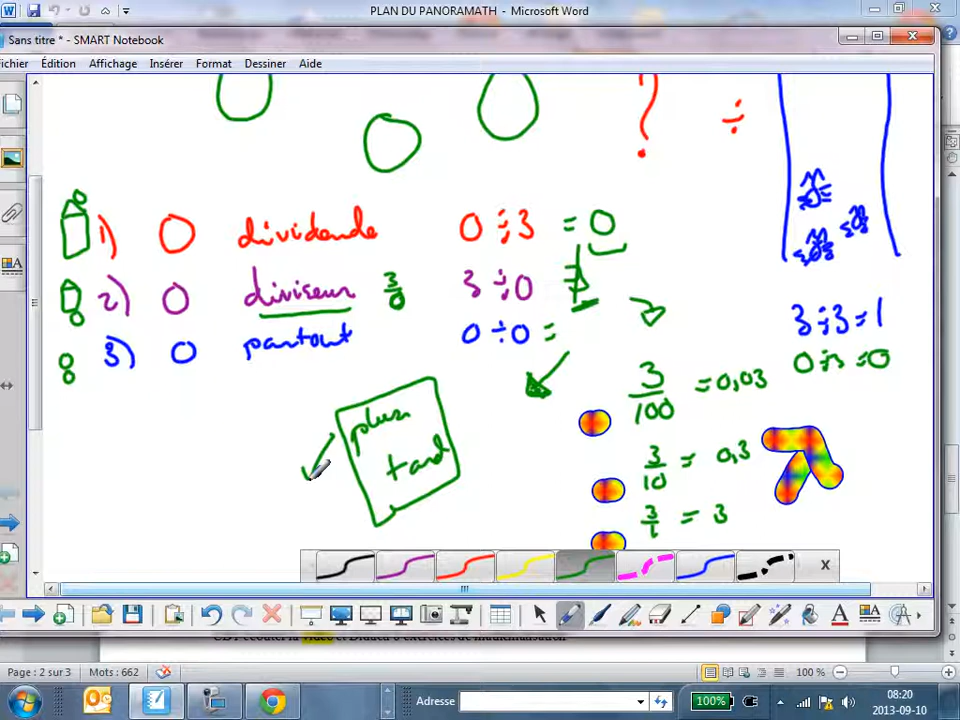 PLAN DU PANORAMATH - Microsoft Word
Sans titre * - SMART Notebook
Fichier Édition Affichage Insérer Format Dessiner Aide
? ÷
1) 0 dividende 0 ÷ 3 = 0
2) 0 diviseur 3/0 3 ÷ 0
3) 0 partout 0 ÷ 0 =
3 ÷ 3 = 1
0 ÷ 3 = 0
3/100 = 0,03
plus
tard
3/10 = 0,3
3/1 = 3
X
Page : 2 sur 3 Mots : 662 100 %
Adresse 100% 08:20
2013-09-10